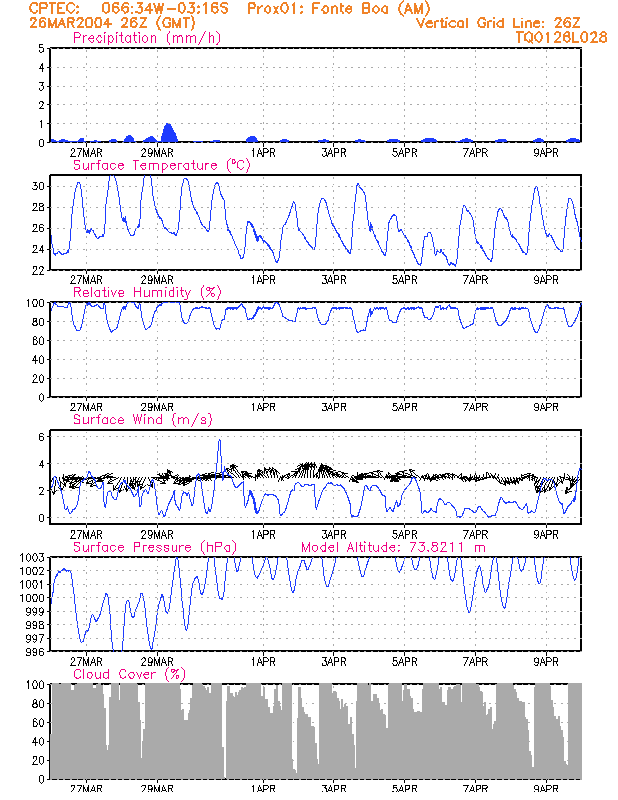 CPTEC: 066:34W-03:16S Prox01: Fonte Boa (AM)
26MAR2004 26Z (GMT) Vertical Grid Line: 26Z
Precipitation (mm/h) TQ0126L028
5
4
3
2
1
0
27MAR 29MAR 1APR 3APR 5APR 7APR 9APR
Surface Temperature (°C)
30
28
26
24
22
27MAR 29MAR 1APR 3APR 5APR 7APR 9APR
Relative Humidity (%)
100
80
60
40
20
0
27MAR 29MAR 1APR 3APR 5APR 7APR 9APR
Surface Wind (m/s)
6
4
2
0
27MAR 29MAR 1APR 3APR 5APR 7APR 9APR
Surface Pressure (hPa) Model Altitude: 73.8211 m
1003
1002
1001
1000
999
998
997
996
27MAR 29MAR 1APR 3APR 5APR 7APR 9APR
Cloud Cover (%)
100
80
60
40
20
0
27MAR 29MAR 1APR 3APR 5APR 7APR 9APR